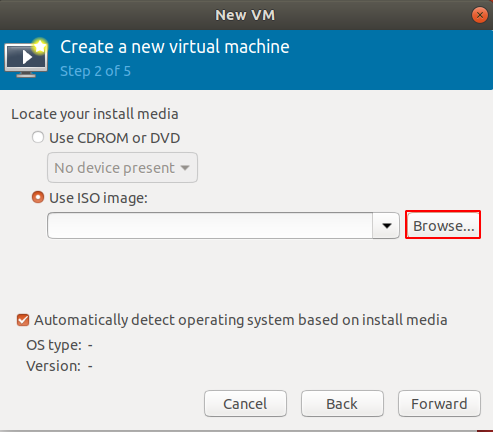 New VM
Create a new virtual machine
Step 2 of 5
Locate your install media
Use CDROM or DVD
No device present
Use ISO image:
Browse...
Automatically detect operating system based on install media
OS type: -
Version: -
Cancel Back Forward